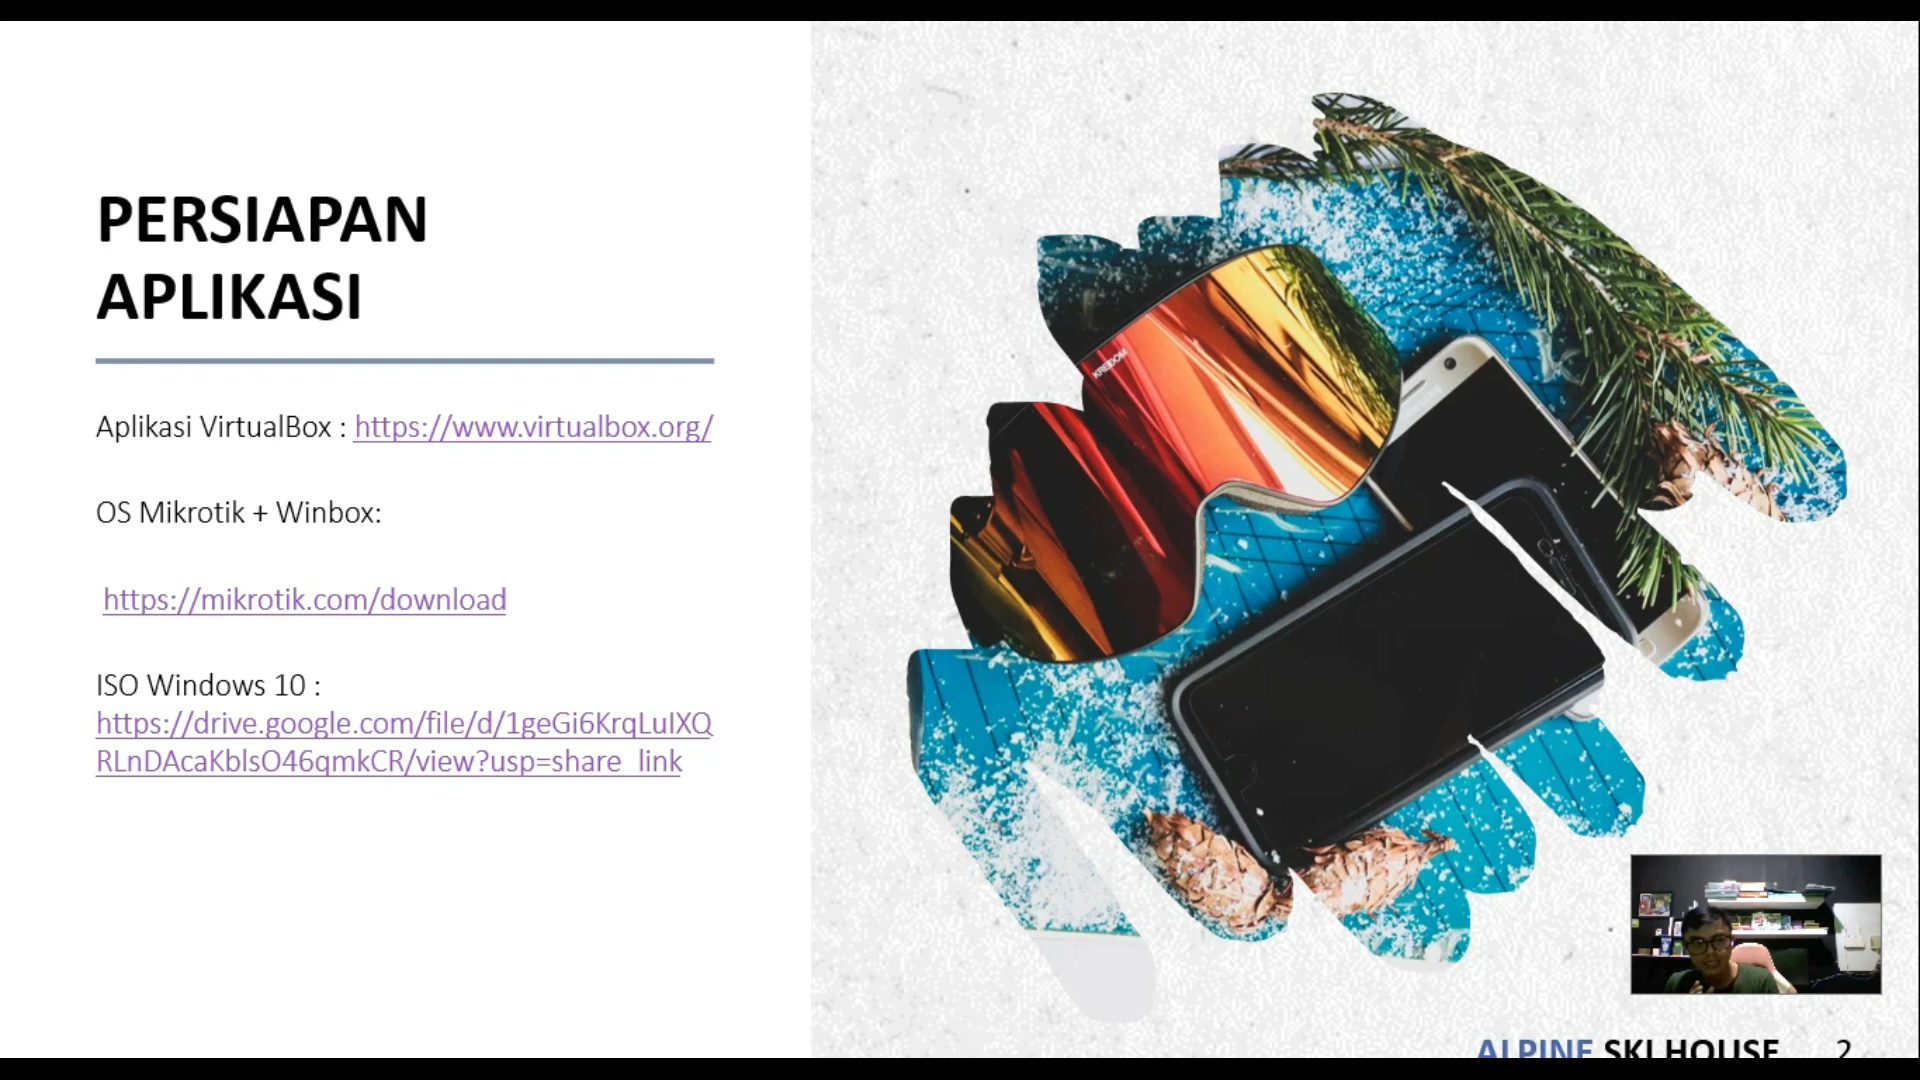 PERSIAPAN
APLIKASI
Aplikasi VirtualBox : https://www.virtualbox.org/
OS Mikrotik + Winbox:
https://mikrotik.com/download
ISO Windows 10 :
https://drive.google.com/file/d/1geGi6KrqLuIXQ
RLnDAcaKblsO46qmkCR/view?usp=share_link
KREEDOM
ALPINE SKI HOUSE 2